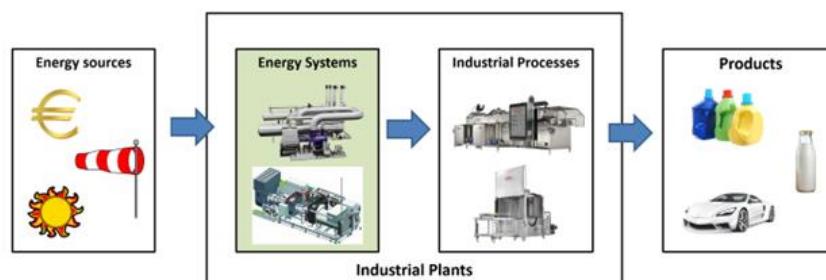 Energy sources
Energy Systems
Industrial Processes
Products
€
Industrial Plants